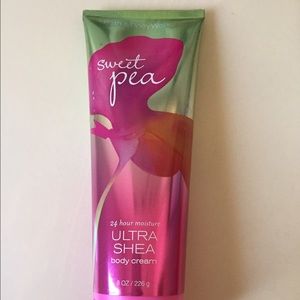 sweet
pea
24 hour moisture
ULTRA
SHEA
body cream
8 OZ / 226 g